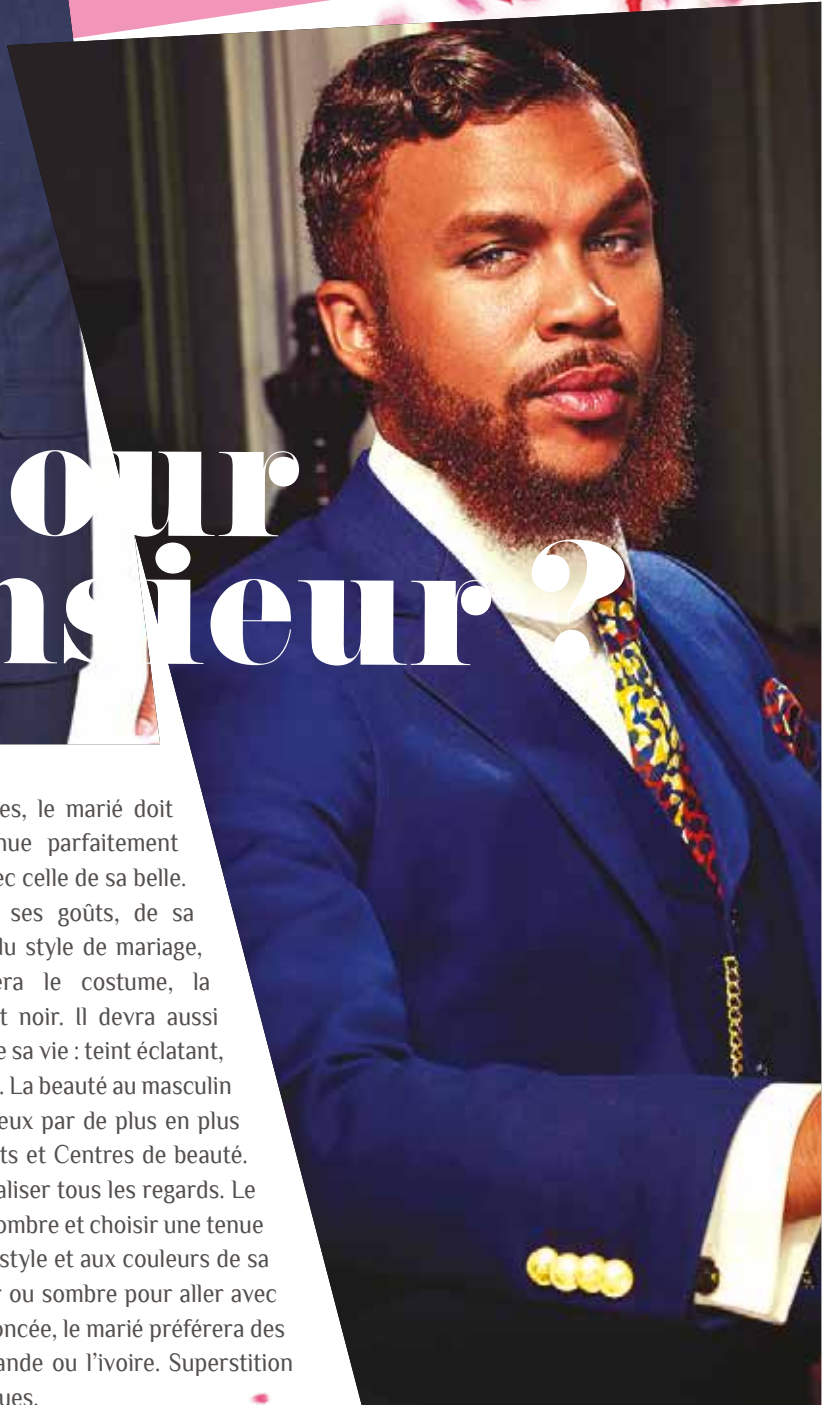 our
nsieur ?
es, le marié doit
nue parfaitement
ec celle de sa belle.
ses goûts, de sa
du style de mariage,
era le costume, la
t noir. Il devra aussi
e sa vie : teint éclatant,
. La beauté au masculin
eux par de plus en plus
ts et Centres de beauté.
aliser tous les regards. Le
ombre et choisir une tenue
style et aux couleurs de sa
r ou sombre pour aller avec
oncée, le marié préférera des
ande ou l’ivoire. Superstition
ues.